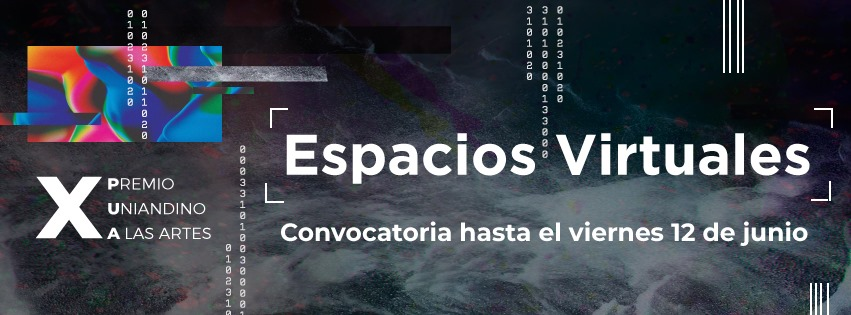 X
PREMIO
UNIANDINO
A LAS ARTES
Espacios Virtuales
Convocatoria hasta el viernes 12 de junio